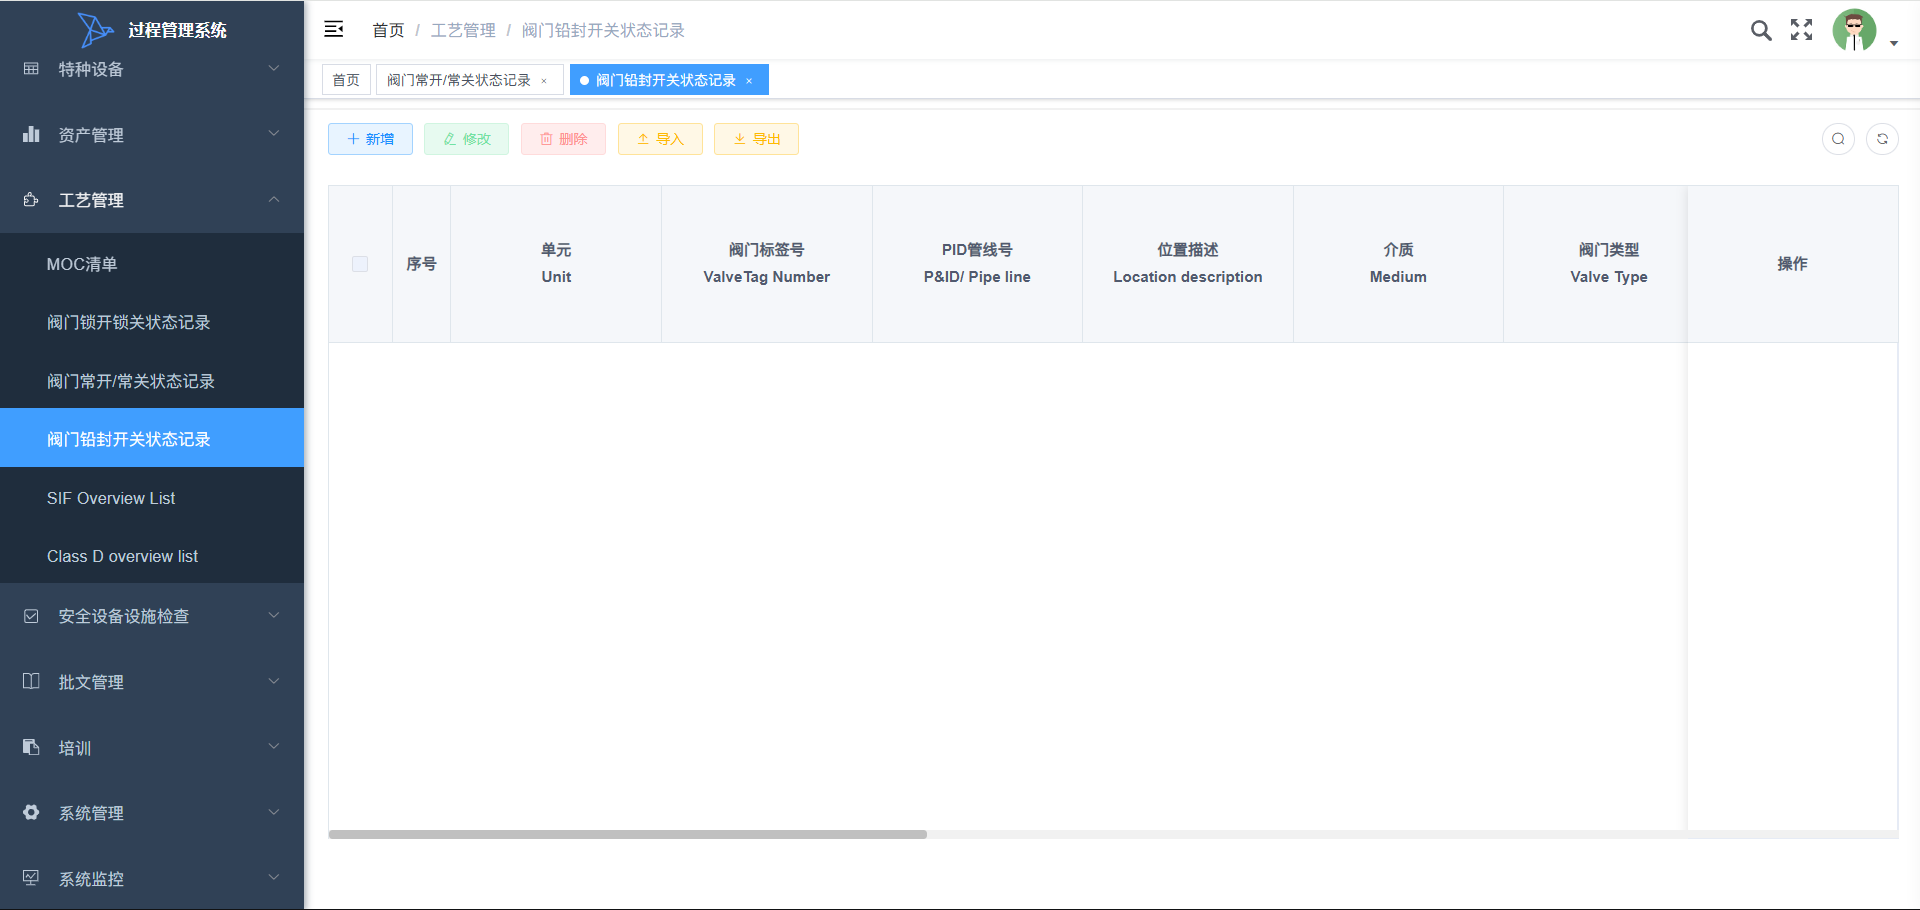 过程管理系统
特种设备
资产管理
工艺管理
MOC清单
阀门锁开锁关状态记录
阀门常开/常关状态记录
阀门铅封开关状态记录
SIF Overview List
Class D overview list
安全设备设施检查
批文管理
培训
系统管理
系统监控
首页 / 工艺管理 / 阀门铅封开关状态记录
首页 阀门常开/常关状态记录 × 阀门铅封开关状态记录 ×
新增 修改 删除 导入 导出
序号
单元
Unit
阀门标签号
ValveTag Number
PID管线号
P&ID/ Pipe line
位置描述
Location description
介质
Medium
阀门类型
Valve Type
操作